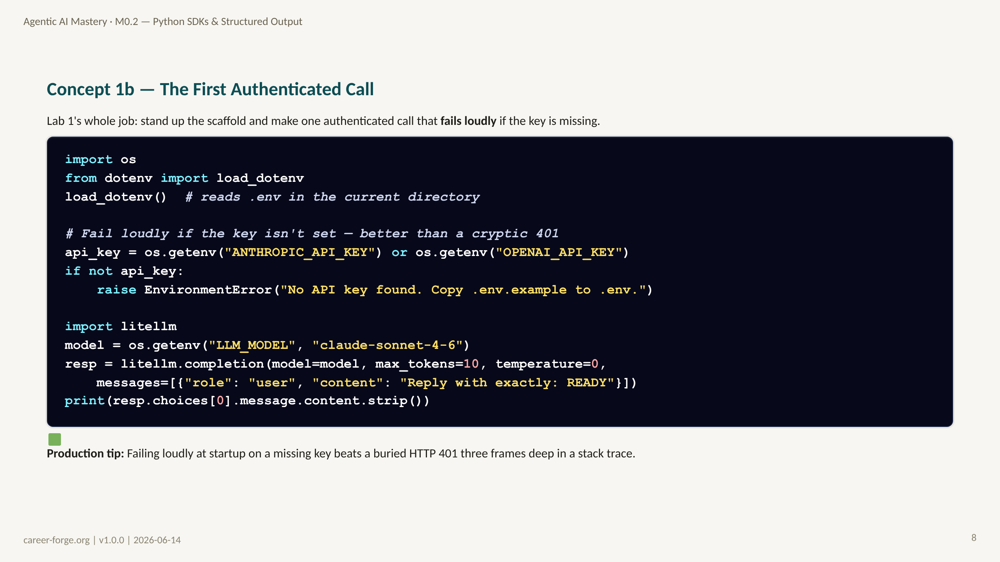 Agentic AI Mastery · M0.2 — Python SDKs & Structured Output
Concept 1b — The First Authenticated Call
Lab 1's whole job: stand up the scaffold and make one authenticated call that fails loudly if the key is missing.
import os
from dotenv import load_dotenv
load_dotenv()  # reads .env in the current directory
# Fail loudly if the key isn't set — better than a cryptic 401
api_key = os.getenv("ANTHROPIC_API_KEY") or os.getenv("OPENAI_API_KEY")
if not api_key:
    raise EnvironmentError("No API key found. Copy .env.example to .env.")
import litellm
model = os.getenv("LLM_MODEL", "claude-sonnet-4-6")
resp = litellm.completion(model=model, max_tokens=10, temperature=0,
    messages=[{"role": "user", "content": "Reply with exactly: READY"}])
print(resp.choices[0].message.content.strip())
Production tip: Failing loudly at startup on a missing key beats a buried HTTP 401 three frames deep in a stack trace.
career-forge.org | v1.0.0 | 2026-06-14
8